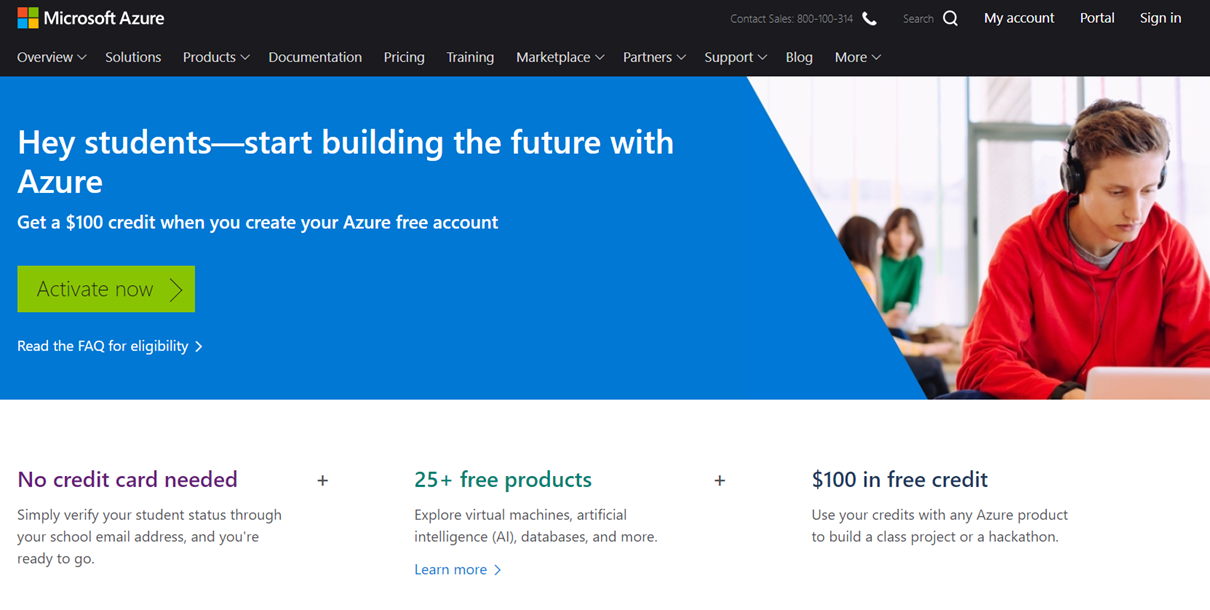 Microsoft Azure
Contact Sales: 800-100-314
Search
My account
Portal
Sign in
Overview
Solutions
Products
Documentation
Pricing
Training
Marketplace
Partners
Support
Blog
More
Hey students—start building the future with
Azure
Get a $100 credit when you create your Azure free account
Activate now
Read the FAQ for eligibility
No credit card needed
+
Simply verify your student status through
your school email address, and you're
ready to go.
25+ free products
+
Explore virtual machines, artificial
intelligence (AI), databases, and more.
Learn more
$100 in free credit
Use your credits with any Azure product
to build a class project or a hackathon.